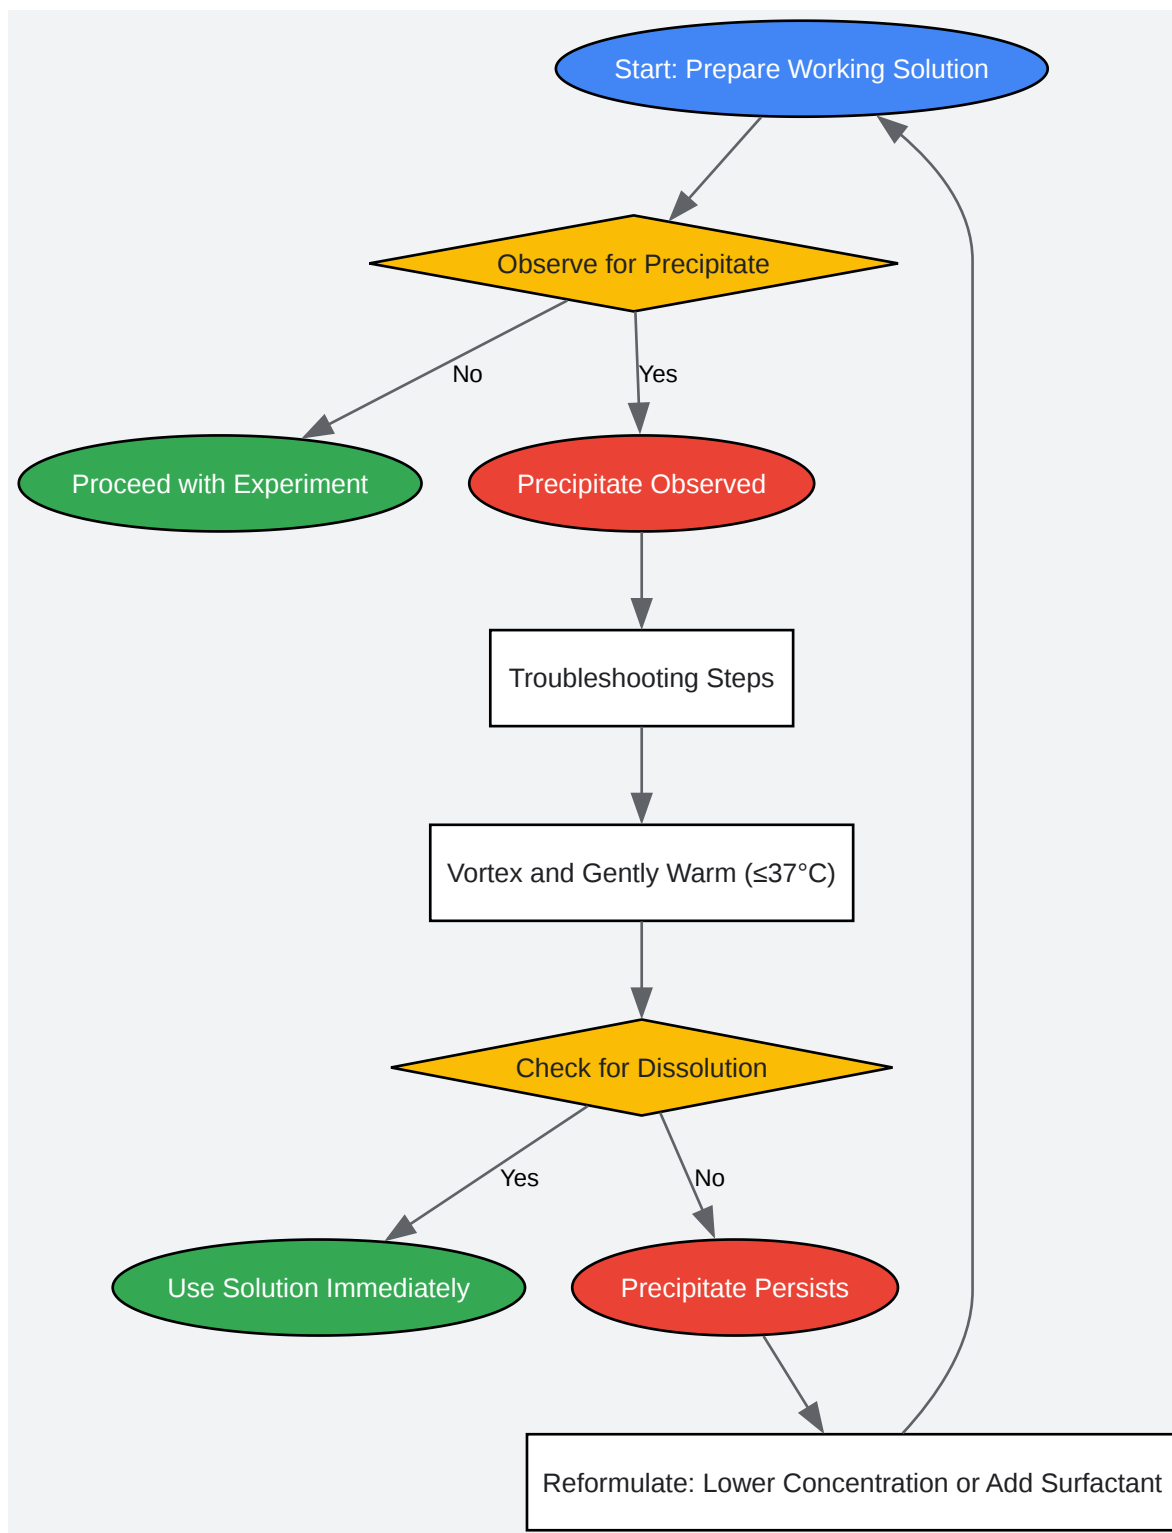 Start: Prepare Working Solution
Observe for Precipitate
No
Yes
Proceed with Experiment
Precipitate Observed
Troubleshooting Steps
Vortex and Gently Warm (≤37°C)
Check for Dissolution
Yes
No
Use Solution Immediately
Precipitate Persists
Reformulate: Lower Concentration or Add Surfactant